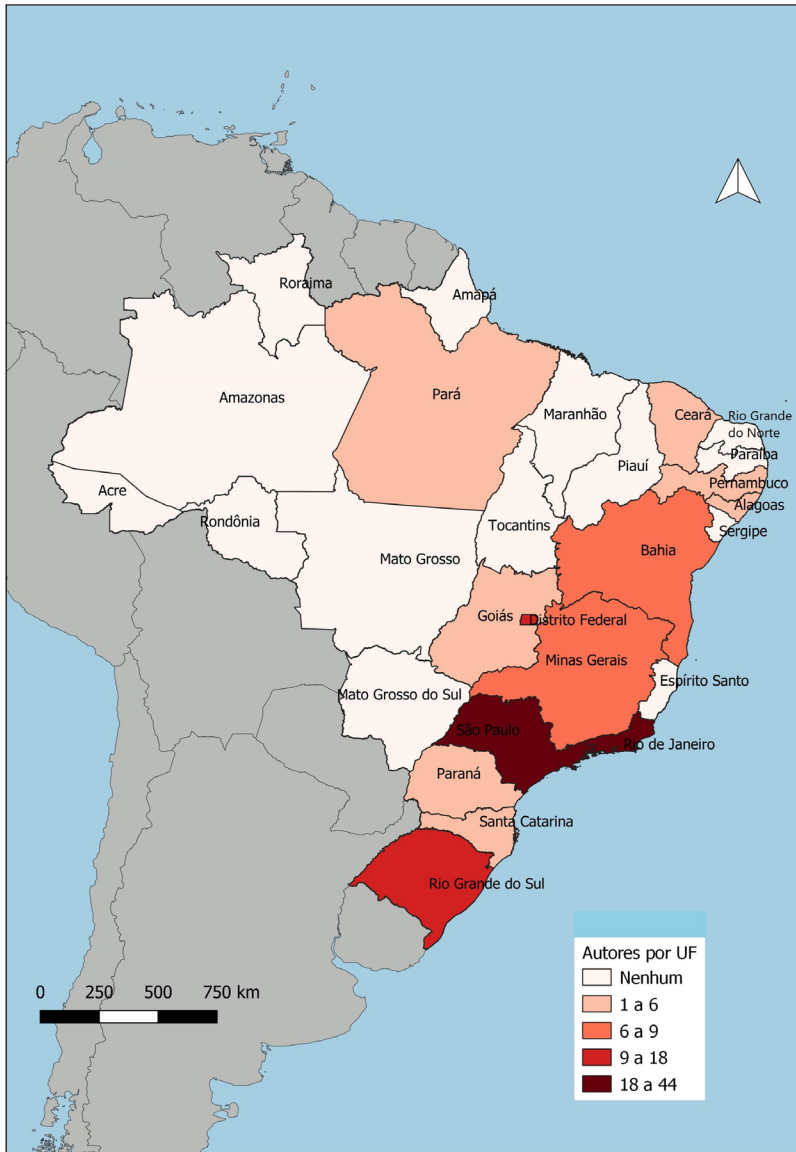 Roraima
Amapá
Amazonas
Pará
Maranhão
Ceará
Rio Grande
do Norte
Paraíba
Piauí
Pernambuco
Acre
Alagoas
Rondônia
Tocantins
Sergipe
Mato Grosso
Bahia
Goiás
Distrito Federal
Minas Gerais
Espírito Santo
Mato Grosso do Sul
São Paulo
Rio de Janeiro
Paraná
Santa Catarina
Rio Grande do Sul
Autores por UF
Nenhum
1 a 6
6 a 9
9 a 18
18 a 44
0 250 500 750 km